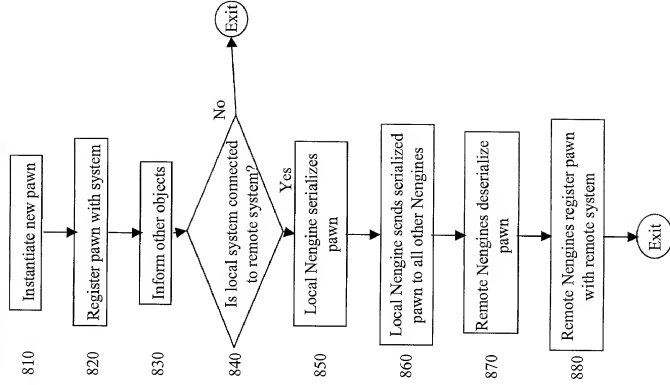 810
Instantiate new pawn
820
Register pawn with system
830
Inform other objects
840
Is local system connected
to remote system?
No
Exit
Yes
850
Local Nengine serializes
pawn
860
Local Nengine sends serialized
pawn to all other Nengines
870
Remote Nengines deserialize
pawn
880
Remote Nengines register pawn
with remote system
Exit